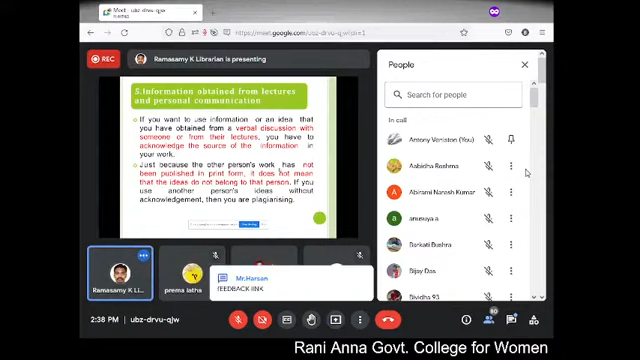 Meet - ubz-drvu-qjw
https://meet.google.com/ubz-drvu-qjw
REC
Ramasamy K Librarian is presenting
5.Information obtained from lectures
and personal communication
If you want to use information or an idea that
you have obtained from a verbal discussion with
someone or from their lectures, you have to
acknowledge the source of the information in
your work.
Just because the other person's work has not
been published in print form, it does not mean
that the ideas do not belong to that person. If you
use another person's ideas without
acknowledgement, then you are plagiarising.
Ramasamy K Li...
prema latha
Mr.Harsan
fEEDBACK lINK
People
Search for people
In call
Antony Veniston (You)
Aabidha Reshma
Abirami Naresh Kumar
anusuya a
Barkati Bushra
Bijay Das
Bividha 93
2:38 PM
ubz-drvu-qjw
80
Rani Anna Govt. College for Women